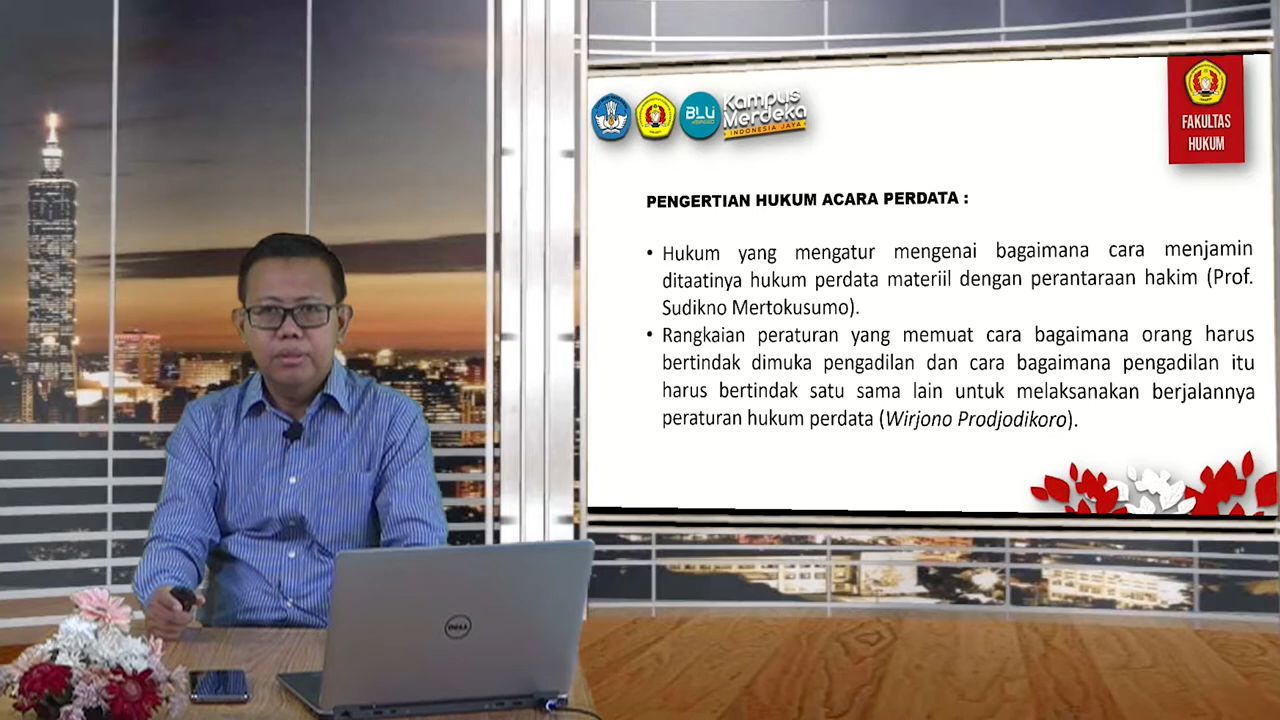 BLU
Kampus
Merdeka
INDONESIA JAYA
FAKULTAS
HUKUM
PENGERTIAN HUKUM ACARA PERDATA :
• Hukum yang mengatur mengenai bagaimana cara menjamin
ditaatinya hukum perdata materiil dengan perantaraan hakim (Prof.
Sudikno Mertokusumo).
• Rangkaian peraturan yang memuat cara bagaimana orang harus
bertindak dimuka pengadilan dan cara bagaimana pengadilan itu
harus bertindak satu sama lain untuk melaksanakan berjalannya
peraturan hukum perdata (Wirjono Prodjodikoro).
DELL